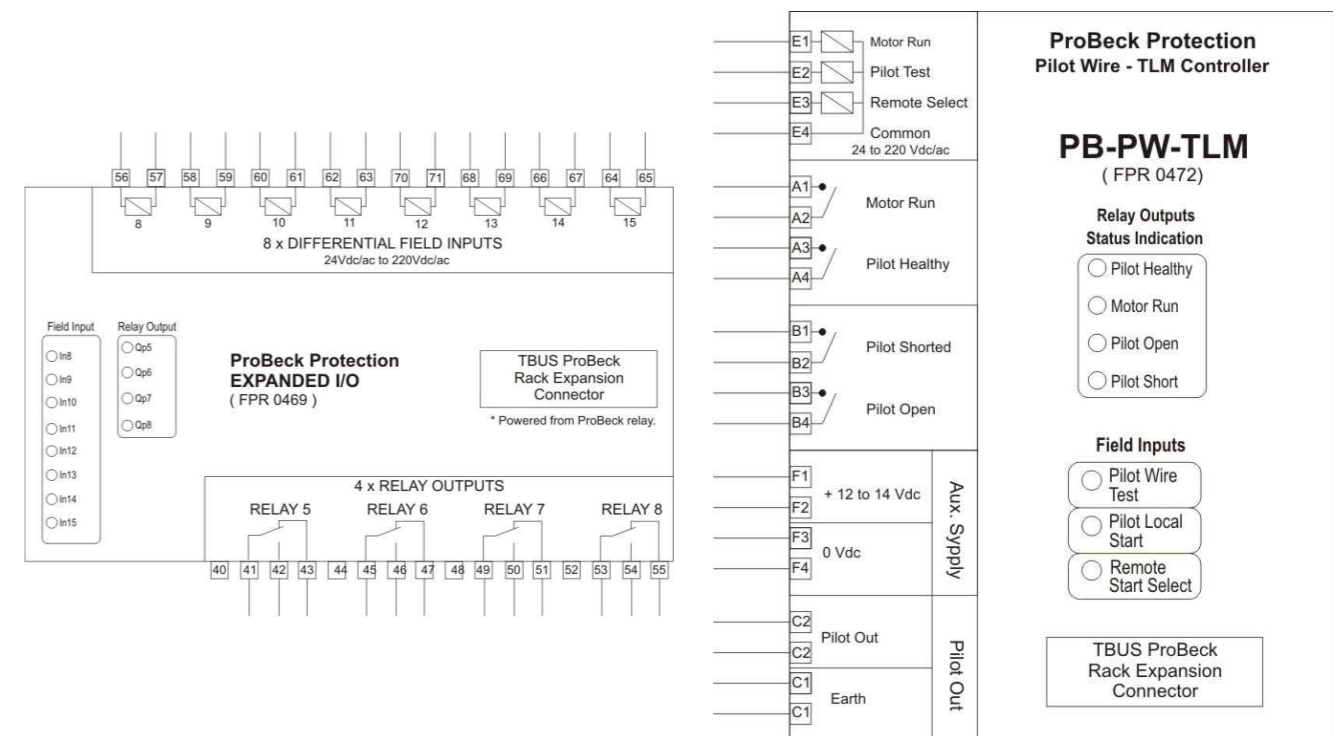 56 57 58 59 60 61 62 63 70 71 68 69 66 67 64 65
8 9 10 11 12 13 14 15
8 x DIFFERENTIAL FIELD INPUTS
24Vdc/ac to 220Vdc/ac
Field Input
In8
In9
In10
In11
In12
In13
In14
In15
Relay Output
Qp5
Qp6
Qp7
Qp8
ProBeck Protection
EXPANDED I/O
( FPR 0469 )
TBUS ProBeck
Rack Expansion
Connector
* Powered from ProBeck relay.
4 x RELAY OUTPUTS
RELAY 5 RELAY 6 RELAY 7 RELAY 8
40 41 42 43 44 45 46 47 48 49 50 51 52 53 54 55
E1 Motor Run
E2 Pilot Test
E3 Remote Select
E4 Common
24 to 220 Vdc/ac
A1
Motor Run
A2
A3
Pilot Healthy
A4
B1
Pilot Shorted
B2
B3
Pilot Open
B4
F1
+ 12 to 14 Vdc
F2
F3
0 Vdc
F4
Aux. Sypply
C2
Pilot Out
C2
C1
Earth
C1
Pilot Out
ProBeck Protection
Pilot Wire - TLM Controller
PB-PW-TLM
( FPR 0472)
Relay Outputs
Status Indication
Pilot Healthy
Motor Run
Pilot Open
Pilot Short
Field Inputs
Pilot Wire
Test
Pilot Local
Start
Remote
Start Select
TBUS ProBeck
Rack Expansion
Connector